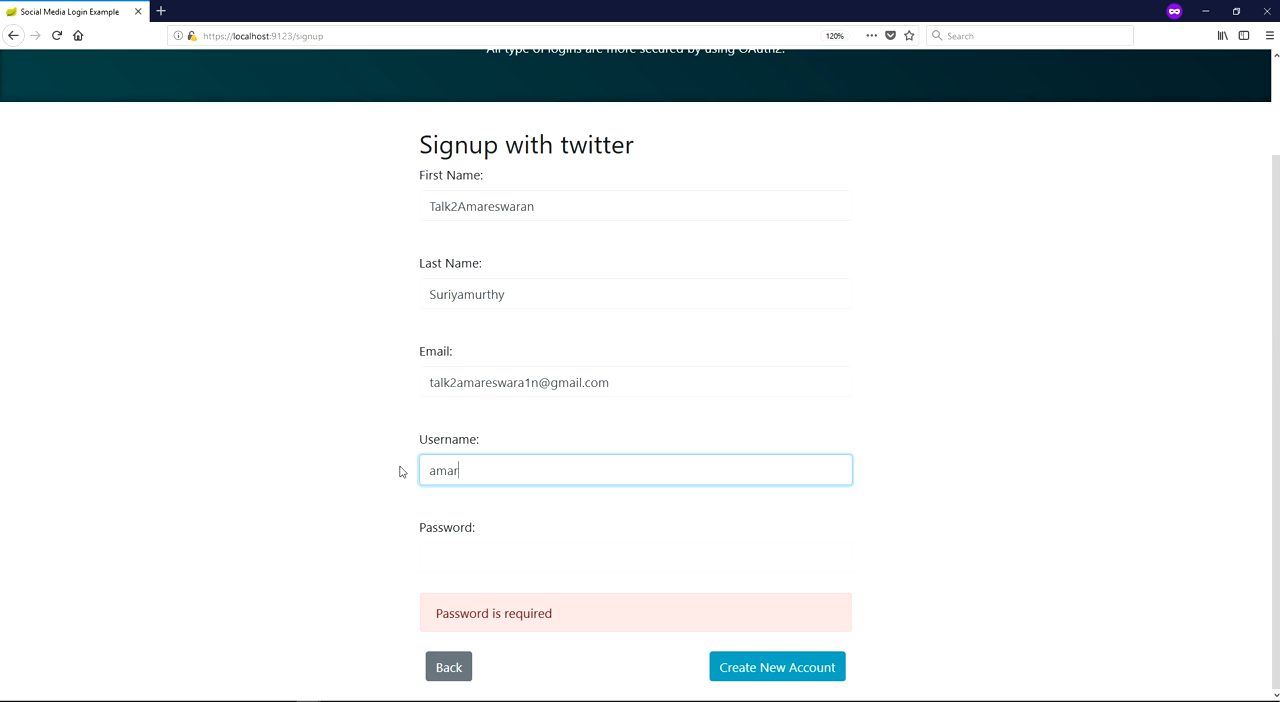 Social Media Login Example
https://localhost:9123/signup
120%
Search
All type of logins are more secured by using OAuth2.
Signup with twitter
First Name:
Talk2Amareswaran
Last Name:
Suriyamurthy
Email:
talk2amareswara1n@gmail.com
Username:
amar
Password:
Password is required
Back
Create New Account